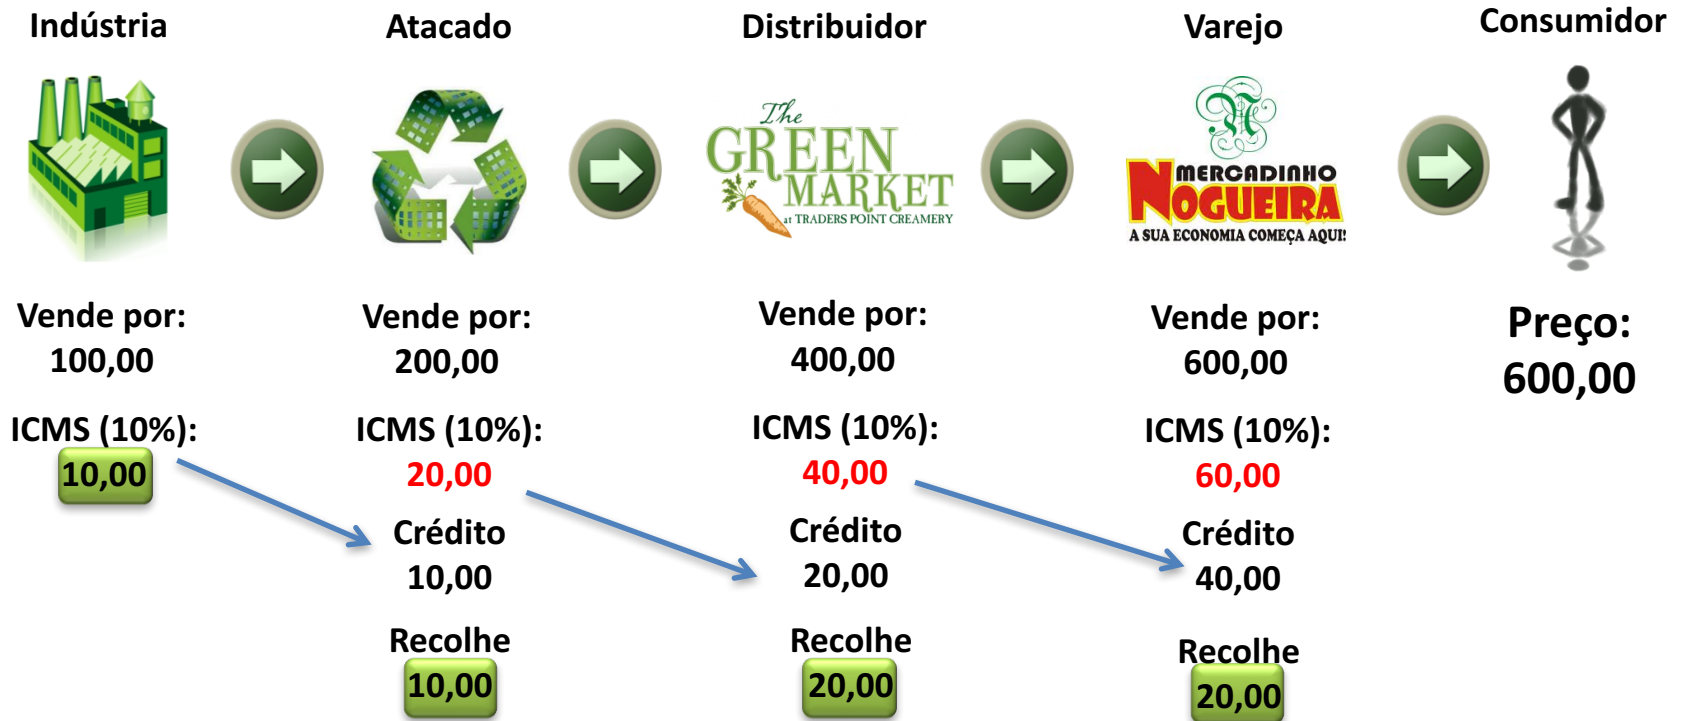 Indústria
Atacado
Distribuidor
Varejo
Consumidor
The
GREEN
MARKET
at TRADERS POINT CREAMERY
N
MERCADINHO
NOGUEIRA
A SUA ECONOMIA COMEÇA AQUI!
Vende por:
100,00
ICMS (10%):
10,00
Vende por:
200,00
ICMS (10%):
20,00
Crédito
10,00
Recolhe
10,00
Vende por:
400,00
ICMS (10%):
40,00
Crédito
20,00
Recolhe
20,00
Vende por:
600,00
ICMS (10%):
60,00
Crédito
40,00
Recolhe
20,00
Preço:
600,00